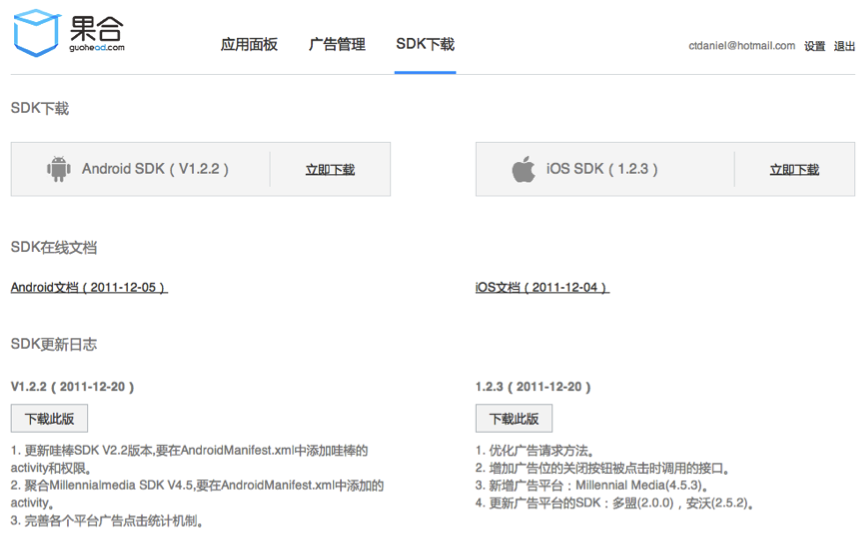 果合
guohead.com
应用面板 广告管理 SDK下载
ctdaniel@hotmail.com 设置 退出
SDK下载
Android SDK（V1.2.2） 立即下载
iOS SDK（1.2.3） 立即下载
SDK在线文档
Android文档（2011-12-05） iOS文档（2011-12-04）
SDK更新日志
V1.2.2（2011-12-20）
下载此版
1. 更新哇棒SDK V2.2版本,要在AndroidManifest.xml中添加哇棒的
activity和权限。
2. 聚合Millennialmedia SDK V4.5,要在AndroidManifest.xml中添加的
activity。
3. 完善各个平台广告点击统计机制。
1.2.3（2011-12-20）
下载此版
1. 优化广告请求方法。
2. 增加广告位的关闭按钮被点击时调用的接口。
3. 新增广告平台：Millennial Media(4.5.3)。
4. 更新广告平台的SDK：多盟(2.0.0)，安沃(2.5.2)。